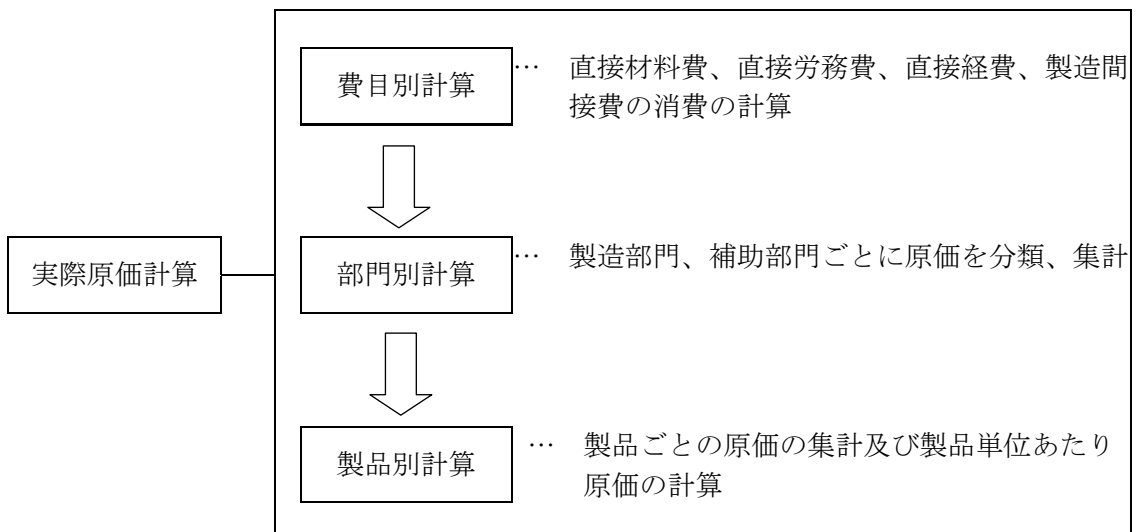 費目別計算
… 直接材料費、直接労務費、直接経費、製造間
接費の消費の計算
実際原価計算
部門別計算
… 製造部門、補助部門ごとに原価を分類、集計
製品別計算
… 製品ごとの原価の集計及び製品単位あたり
原価の計算